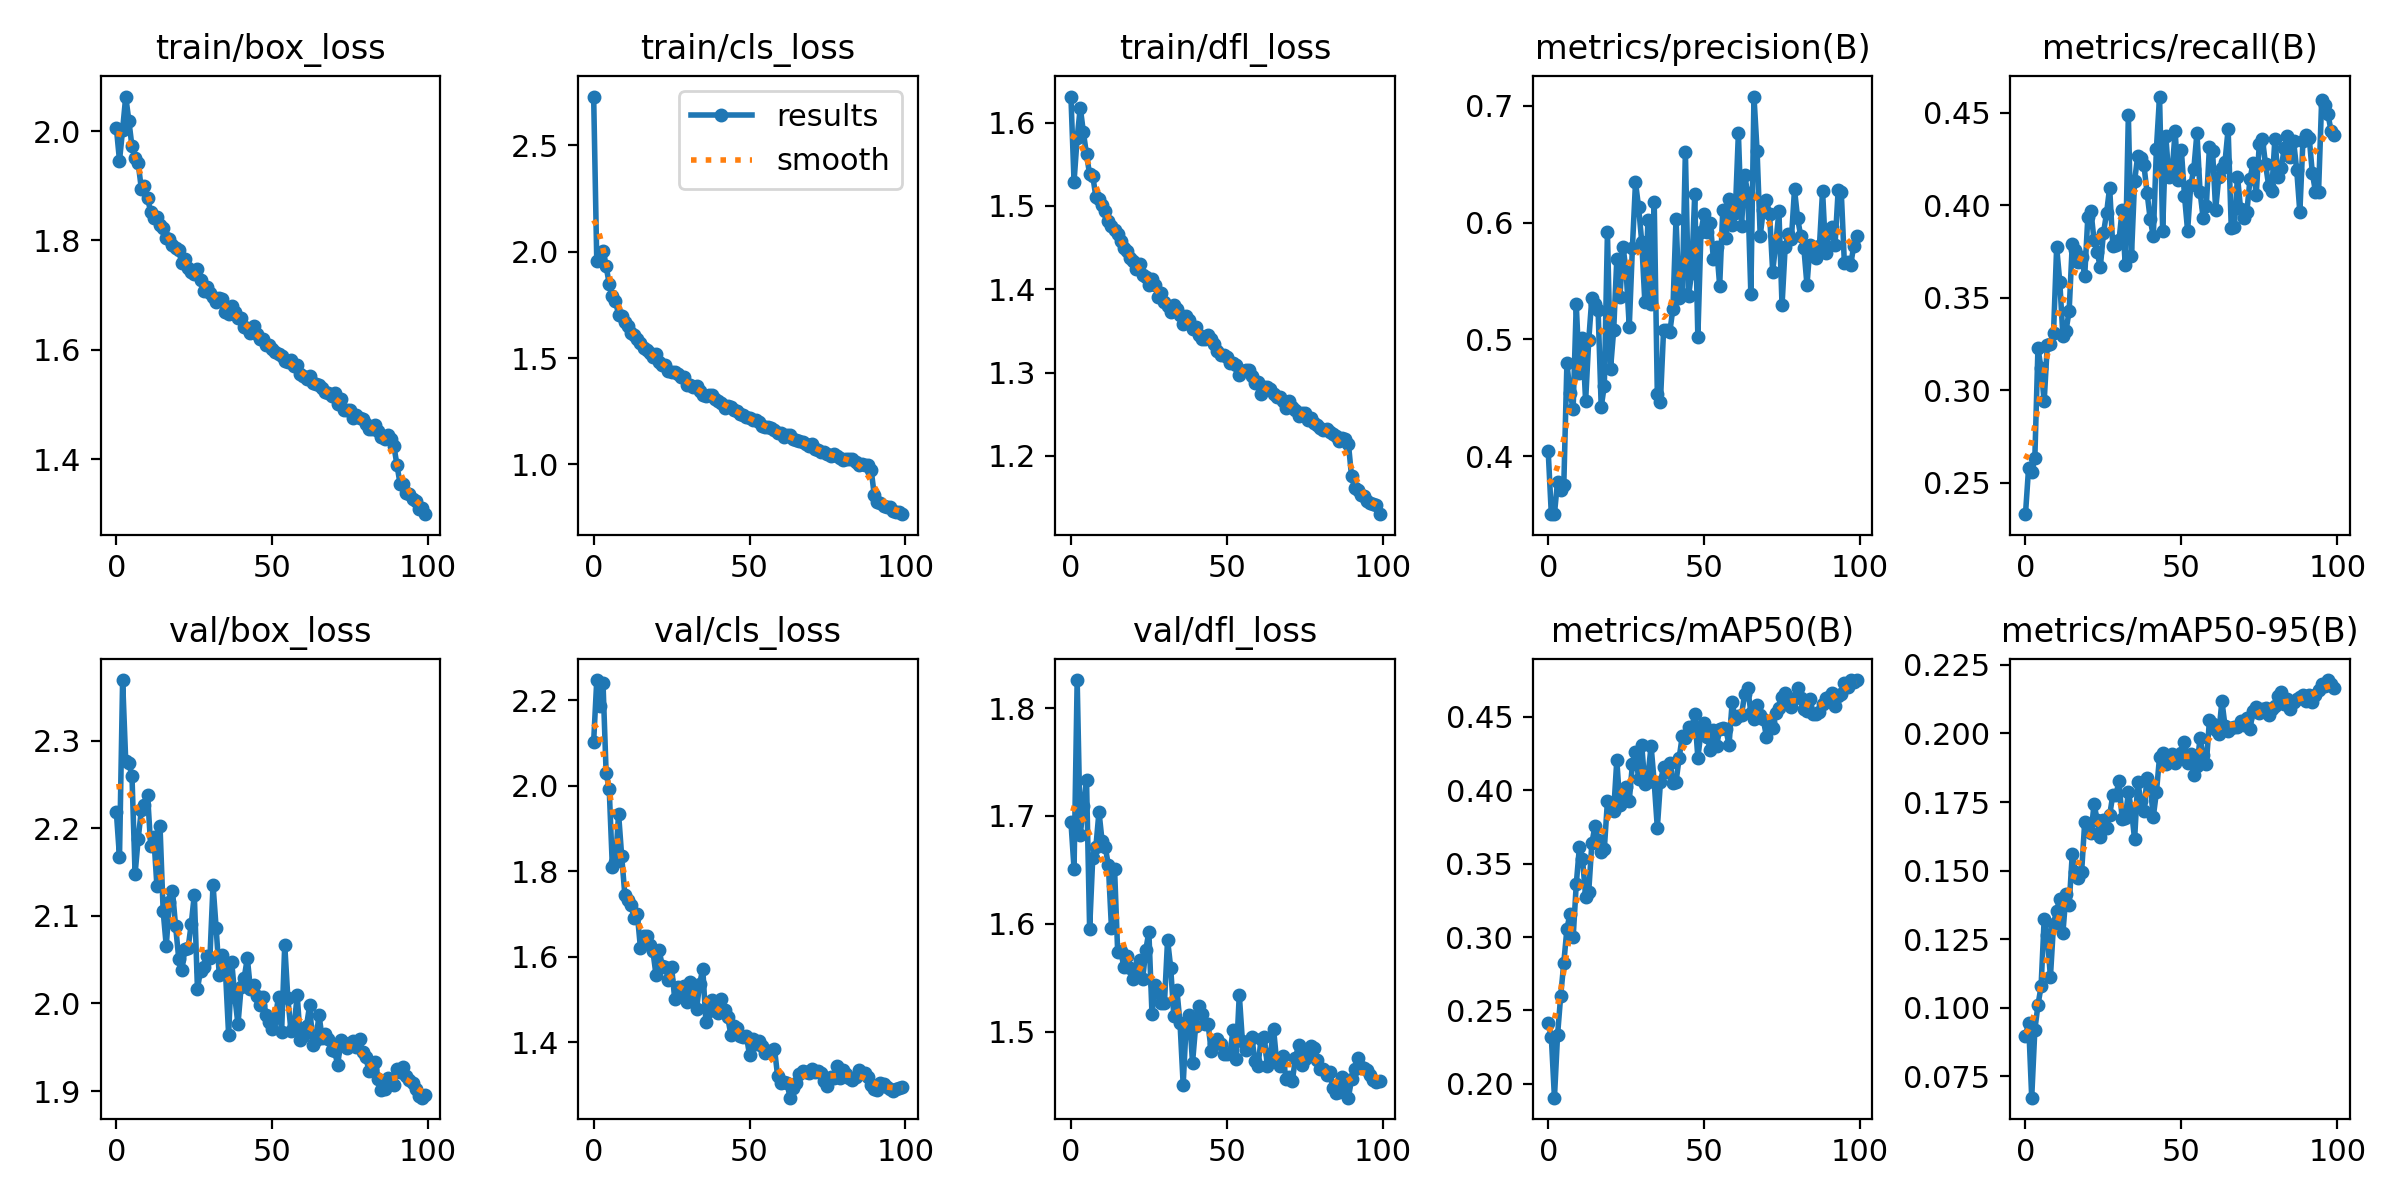 train/box_loss
2.0
1.8
1.6
1.4
0 50 100
train/cls_loss
results
smooth
2.5
2.0
1.5
1.0
0 50 100
train/dfl_loss
1.6
1.5
1.4
1.3
1.2
0 50 100
metrics/precision(B)
0.7
0.6
0.5
0.4
0 50 100
metrics/recall(B)
0.45
0.40
0.35
0.30
0.25
0 50 100
val/box_loss
2.3
2.2
2.1
2.0
1.9
0 50 100
val/cls_loss
2.2
2.0
1.8
1.6
1.4
0 50 100
val/dfl_loss
1.8
1.7
1.6
1.5
0 50 100
metrics/mAP50(B)
0.45
0.40
0.35
0.30
0.25
0.20
0 50 100
metrics/mAP50-95(B)
0.225
0.200
0.175
0.150
0.125
0.100
0.075
0 50 100